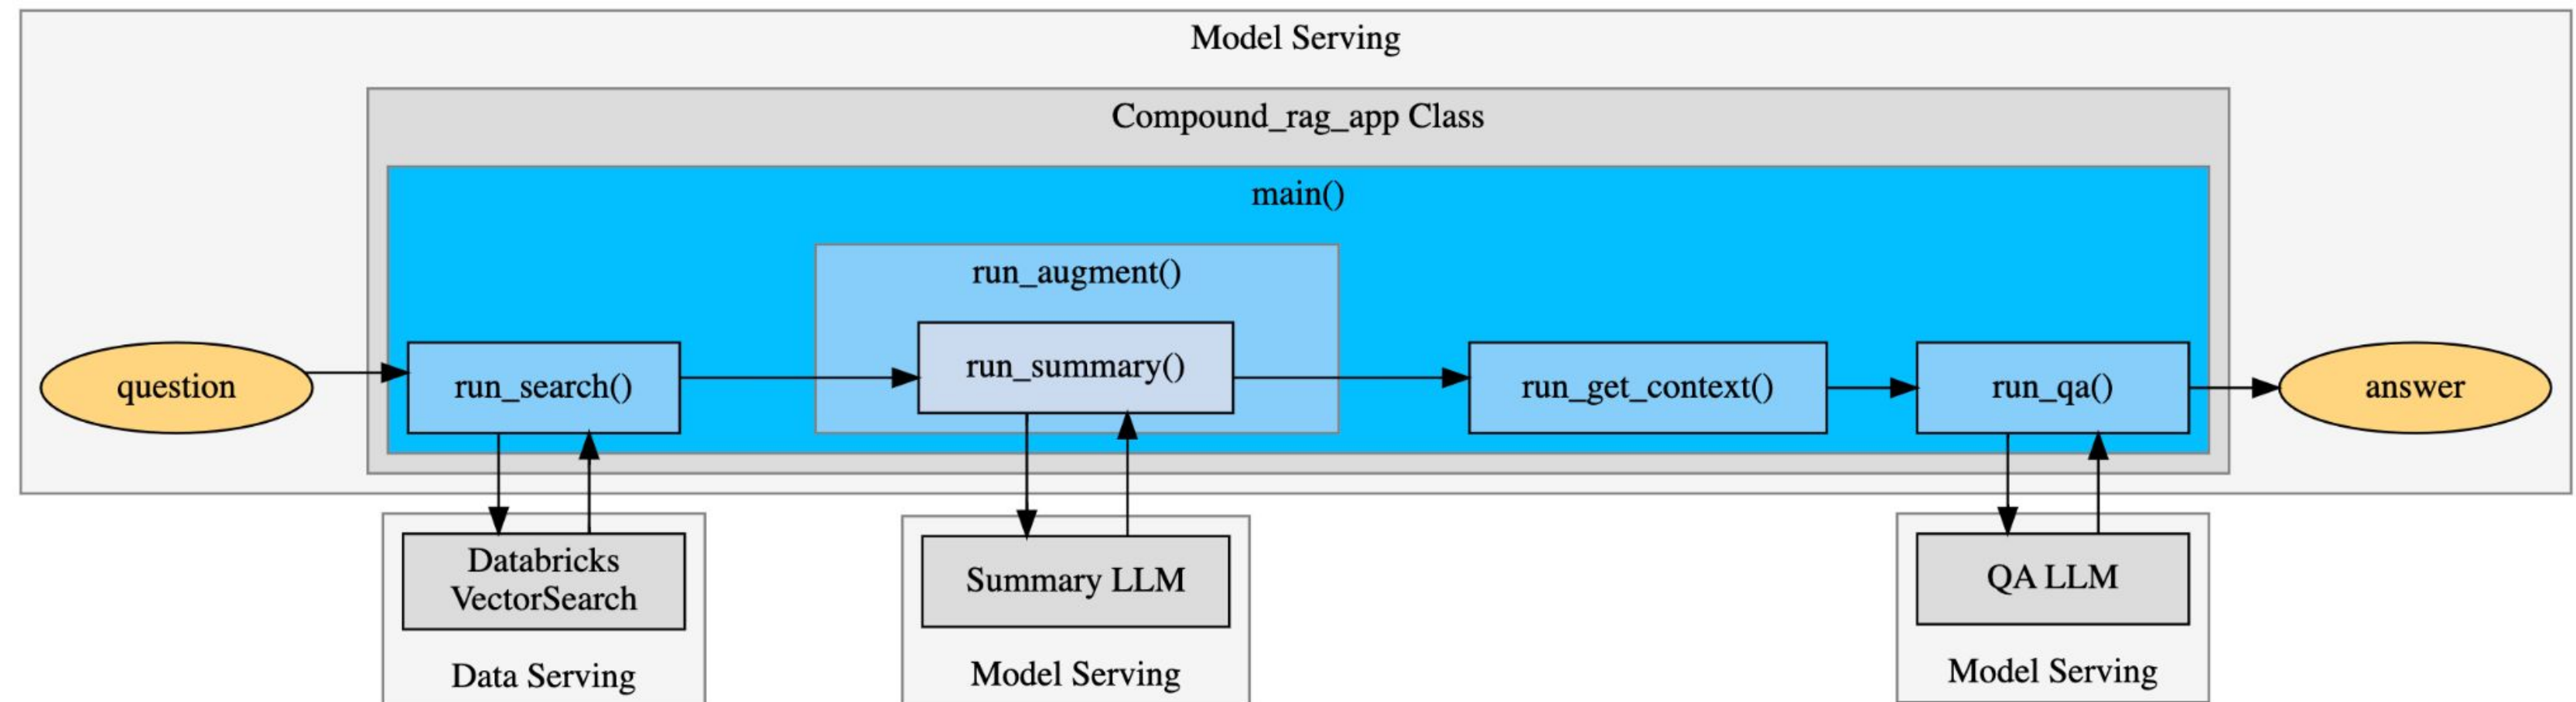 Model Serving
Compound_rag_app Class
main()
run_augment()
question
run_search()
run_summary()
run_get_context()
run_qa()
answer
Databricks
VectorSearch
Data Serving
Summary LLM
Model Serving
QA LLM
Model Serving